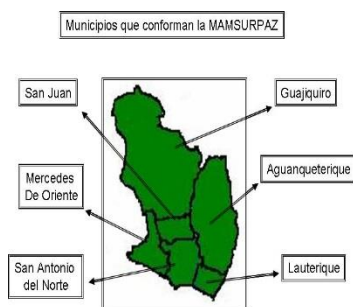 Municipios que conforman la MAMSURPAZ
San Juan
Guajiquiro
Mercedes
De Oriente
Aguanqueterique
San Antonio
del Norte
Lauterique